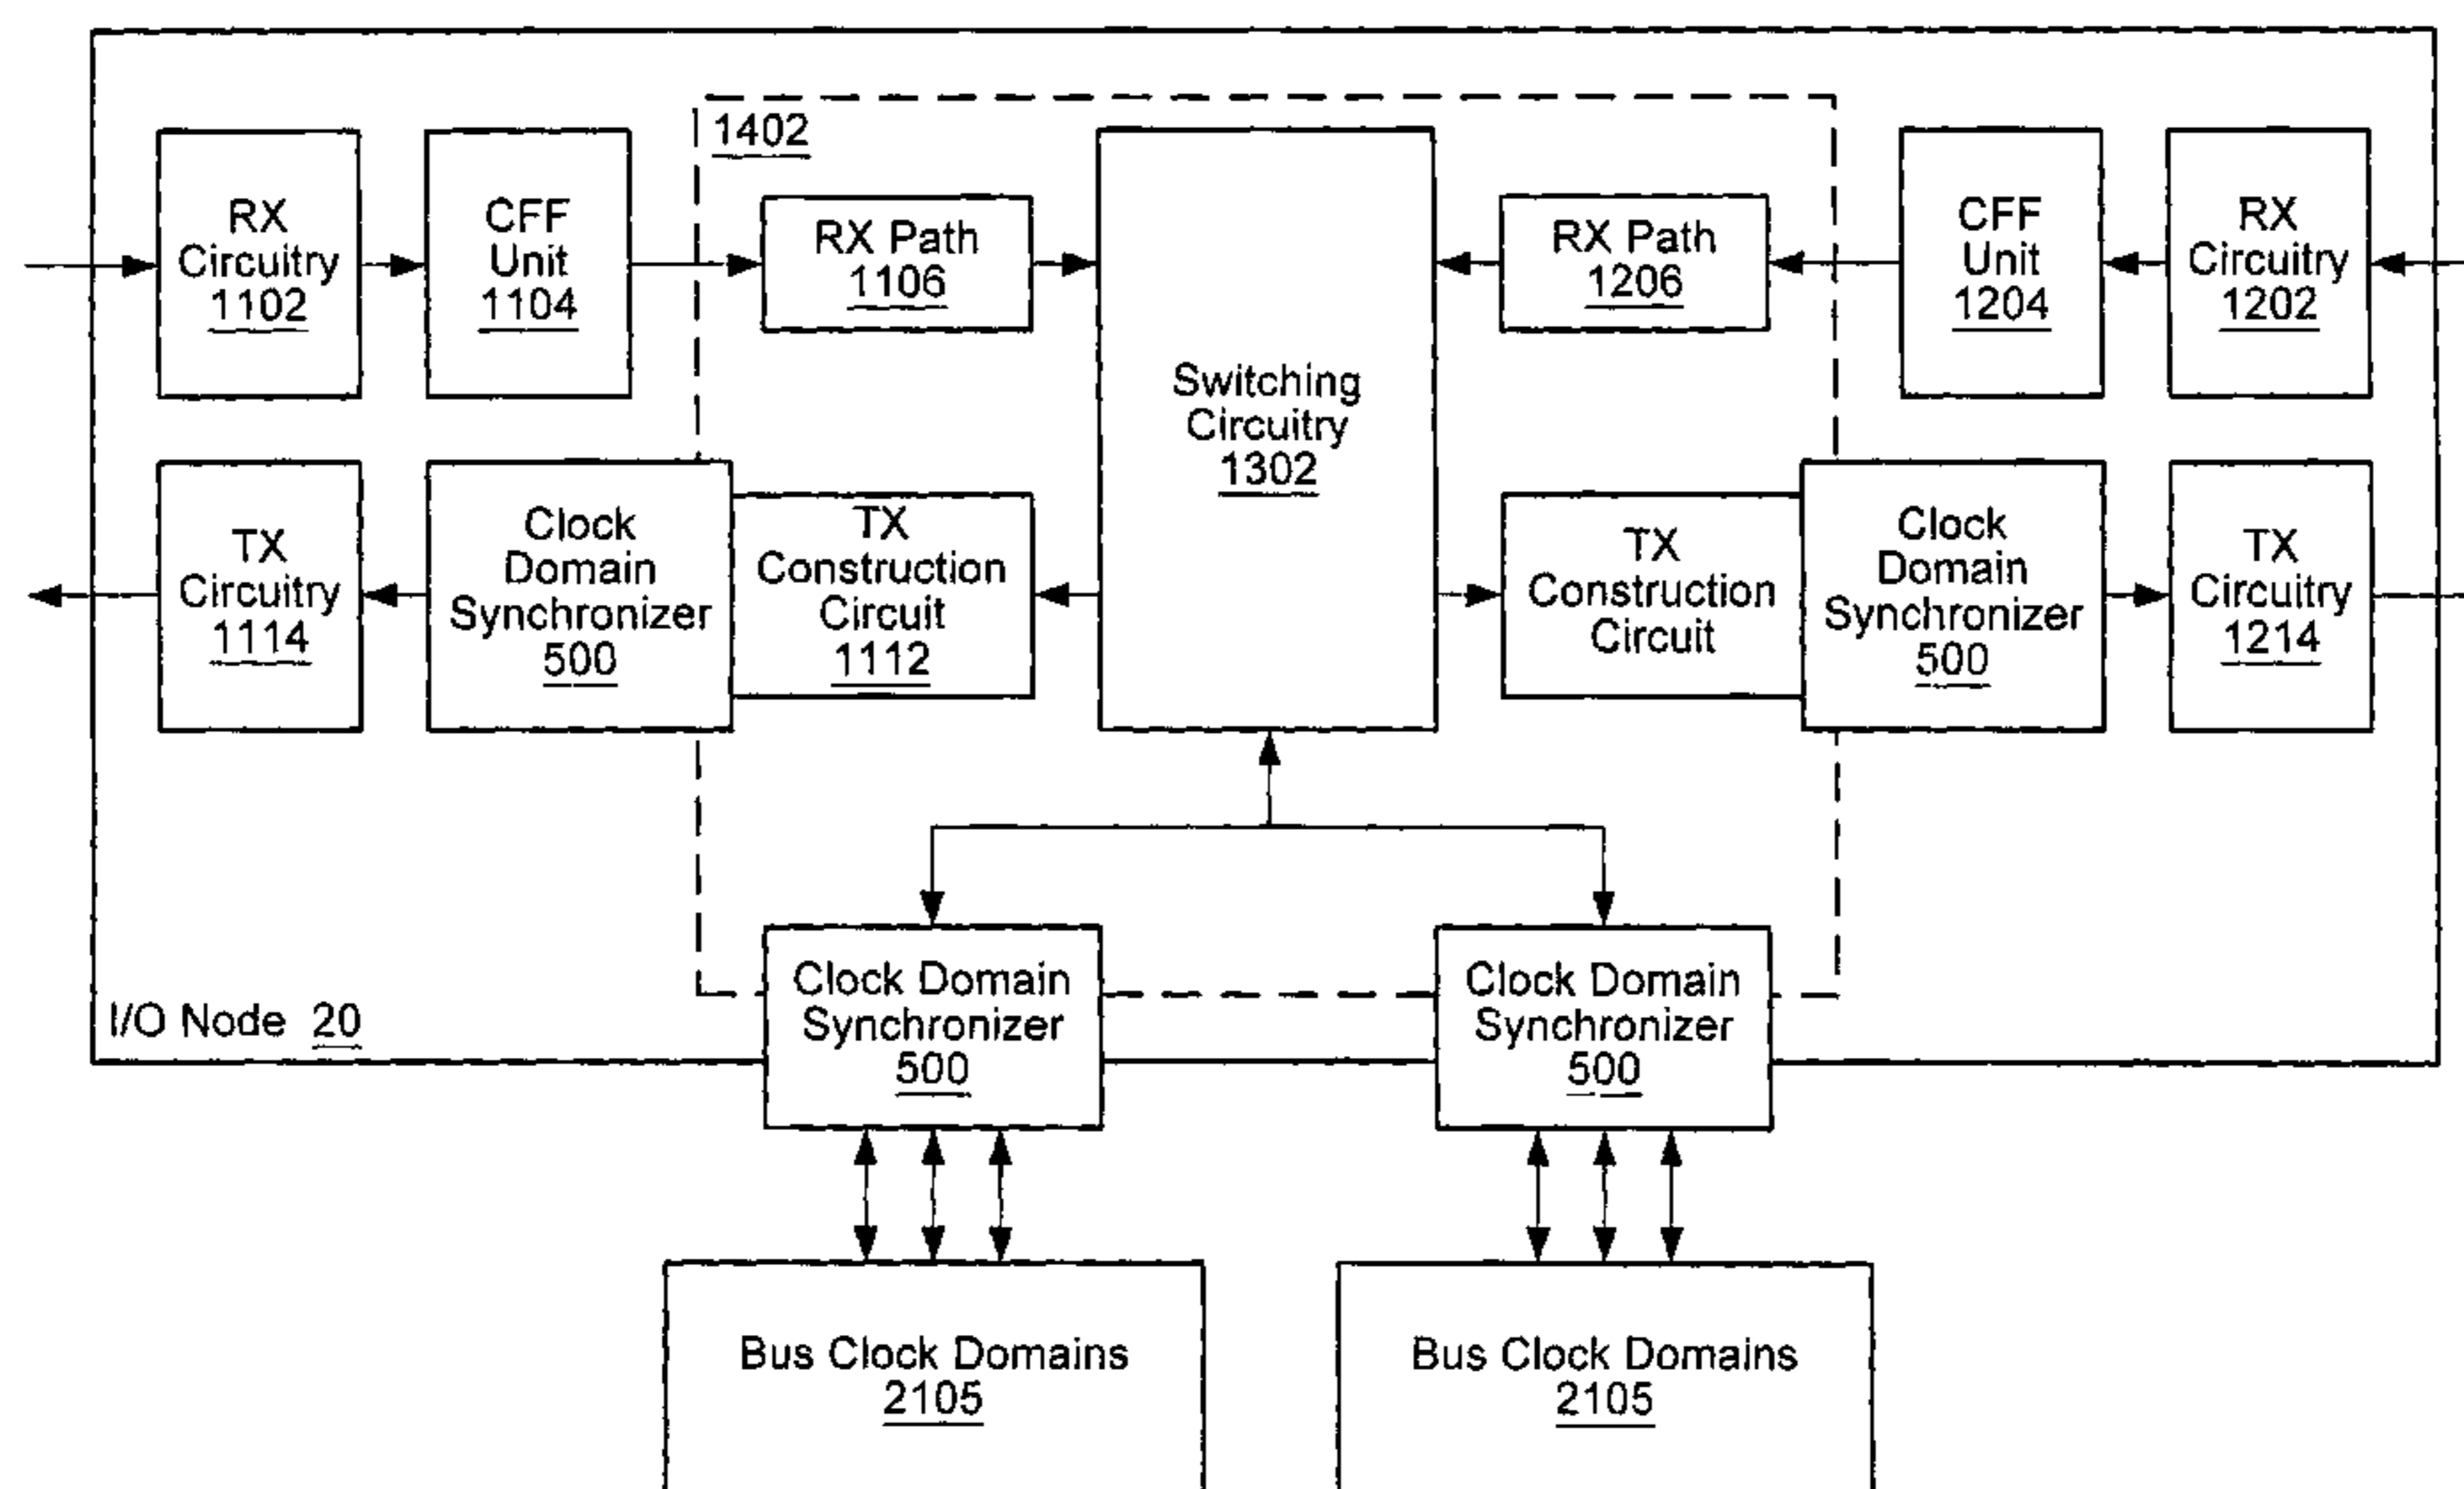 1402
RX
Circuitry
1102
CFF
Unit
1104
RX Path
1106
Switching
Circuitry
1302
RX Path
1206
CFF
Unit
1204
RX
Circuitry
1202
TX
Circuitry
1114
Clock
Domain
Synchronizer
500
TX
Construction
Circuit
1112
TX
Construction
Circuit
Clock
Domain
Synchronizer
500
TX
Circuitry
1214
I/O Node 20
Clock Domain
Synchronizer
500
Clock Domain
Synchronizer
500
Bus Clock Domains
2105
Bus Clock Domains
2105